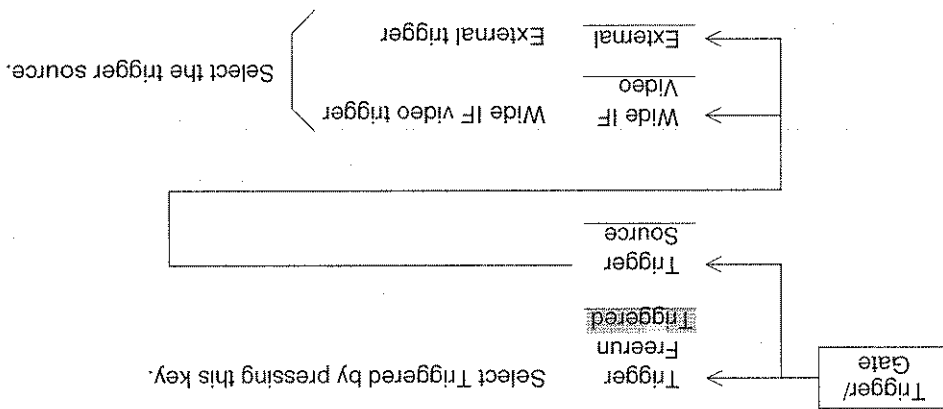 Trigger/
Gate
Trigger
Freerun
Triggered
Select Triggered by pressing this key.
Trigger
Source
Wide IF
Video
Wide IF video trigger
External
External trigger
Select the trigger source.